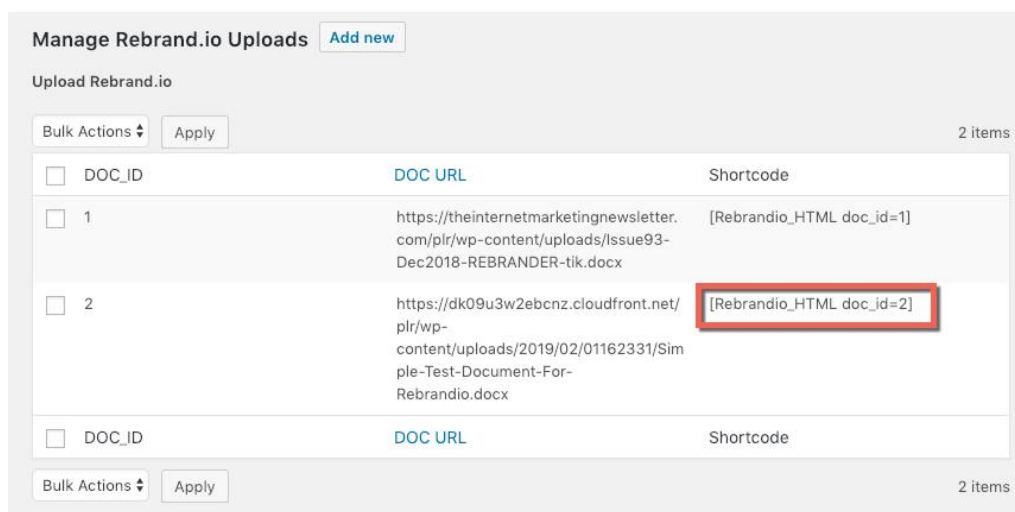 Manage Rebrand.io Uploads Add new
Upload Rebrand.io
Bulk Actions Apply 2 items
DOC_ID DOC URL Shortcode
1 https://theinternetmarketingnewsletter. [Rebrandio_HTML doc_id=1]
com/plr/wp-content/uploads/Issue93-
Dec2018-REBRANDER-tik.docx
2 https://dk09u3w2ebcnz.cloudfront.net/ [Rebrandio_HTML doc_id=2]
plr/wp-
content/uploads/2019/02/01162331/Sim
ple-Test-Document-For-
Rebrandio.docx
DOC_ID DOC URL Shortcode
Bulk Actions Apply 2 items